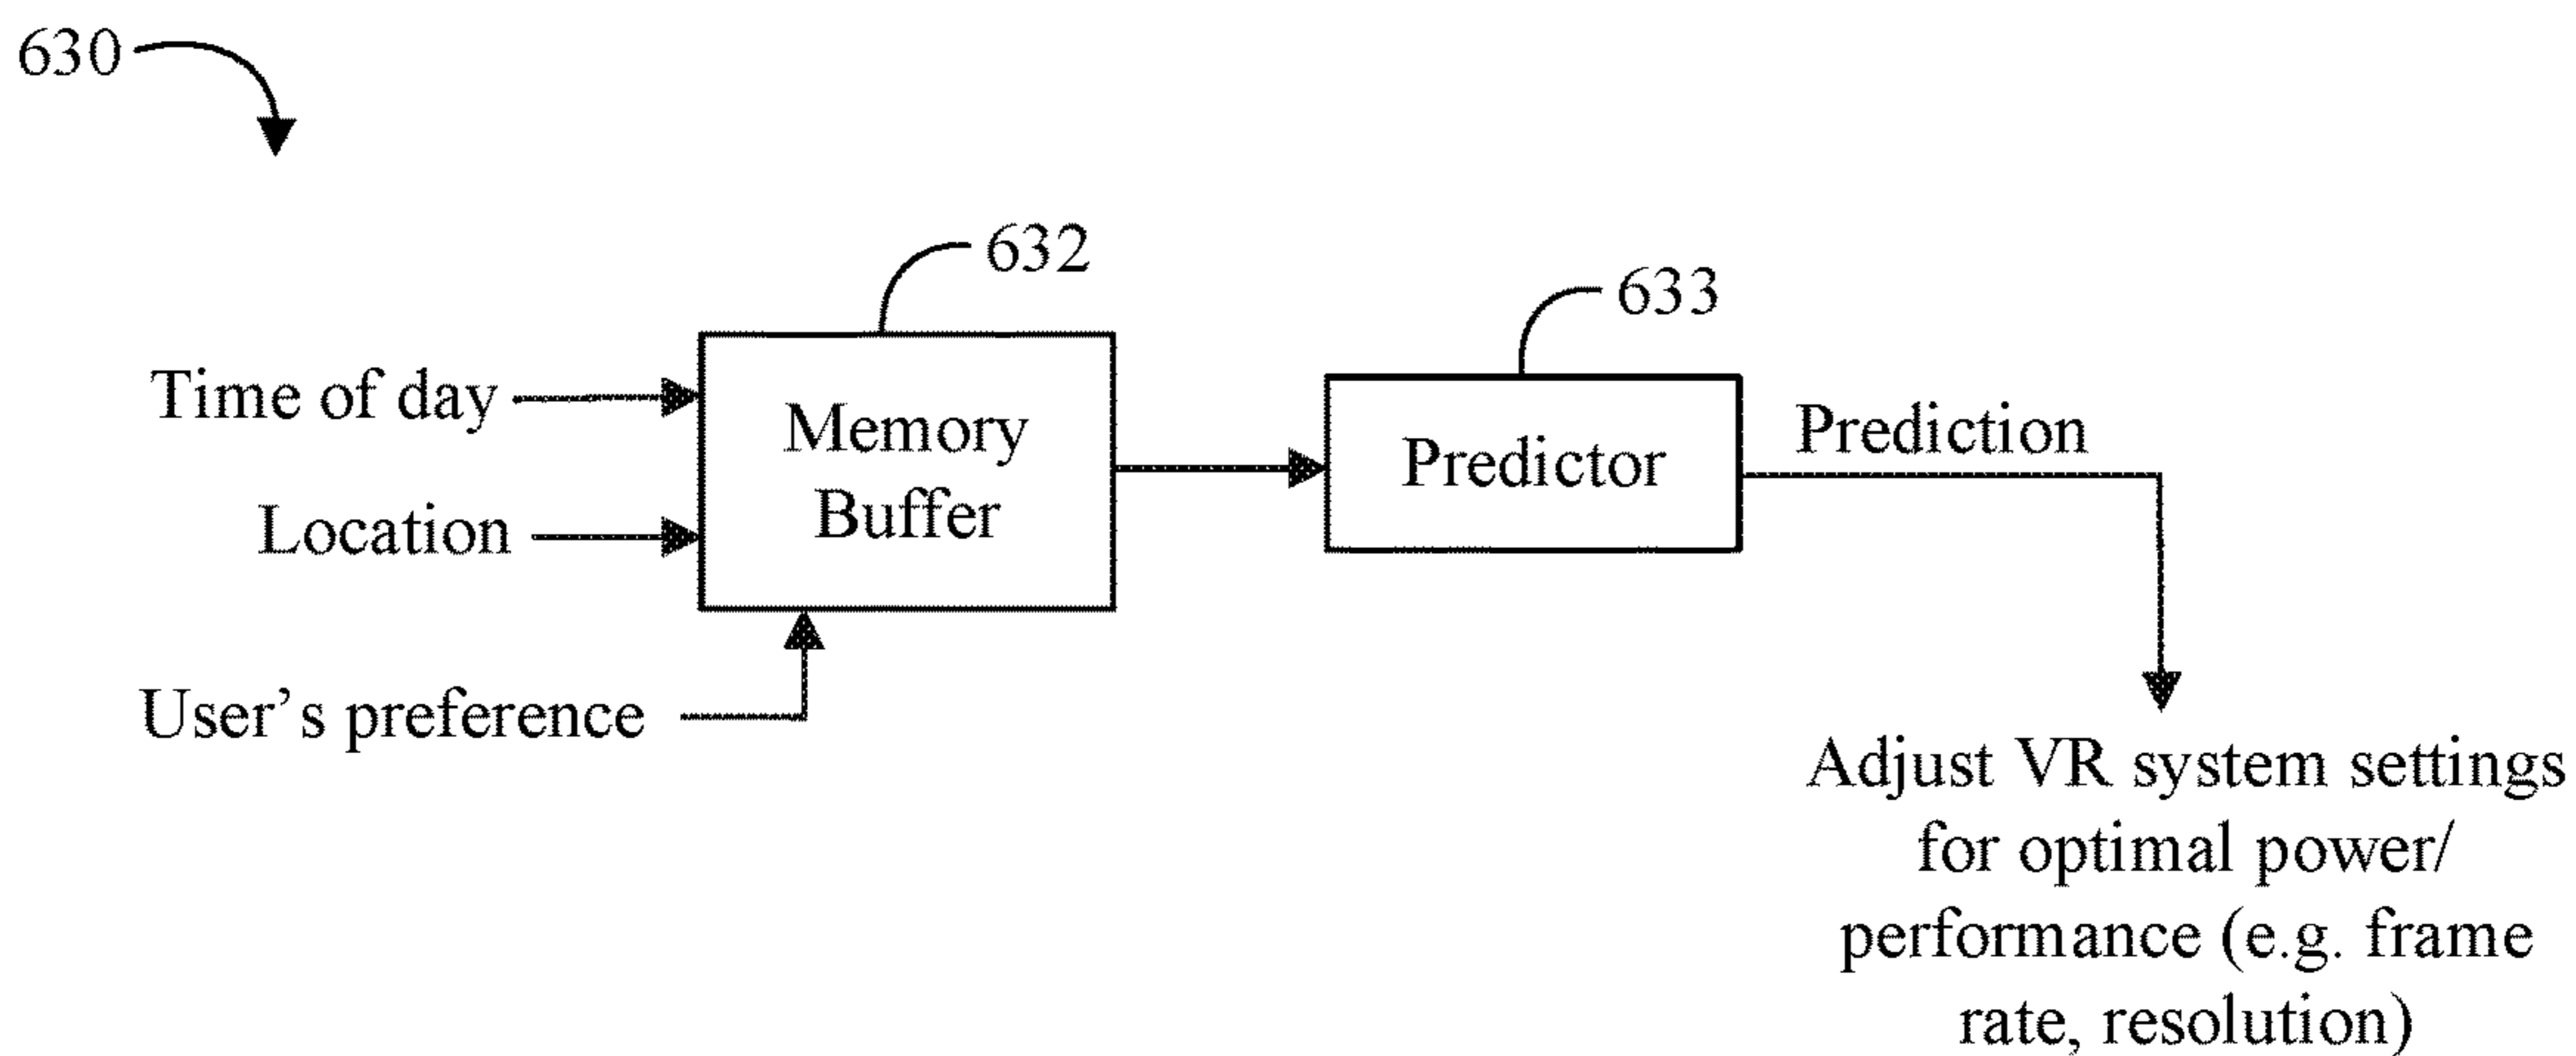 630
632
633
Time of day
Memory
Buffer
Location
Predictor
Prediction
User’s preference
Adjust VR system settings
for optimal power/
performance (e.g. frame
rate, resolution)